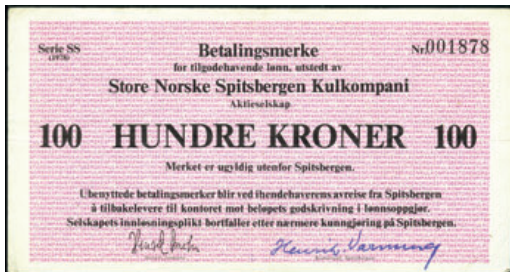 Serie SS
Betalingsmerke
Nr.001878
(1978)
for tilgodehavende lønn, utstedt av
Store Norske Spitsbergen Kulkompani
Aktieselskap
100 HUNDRE KRONER 100
Merket er ugyldig utenfor Spitsbergen.
Ubenyttede betalingsmerker blir ved ihendehaverens avreise fra Spitsbergen
å tilbakelevere til kontoret mot beløpets godskrivning i lønnsoppgjør.
Selskapets innløsningsplikt bortfaller etter nærmere kunngjøring på Spitsbergen.
Henrik Varming